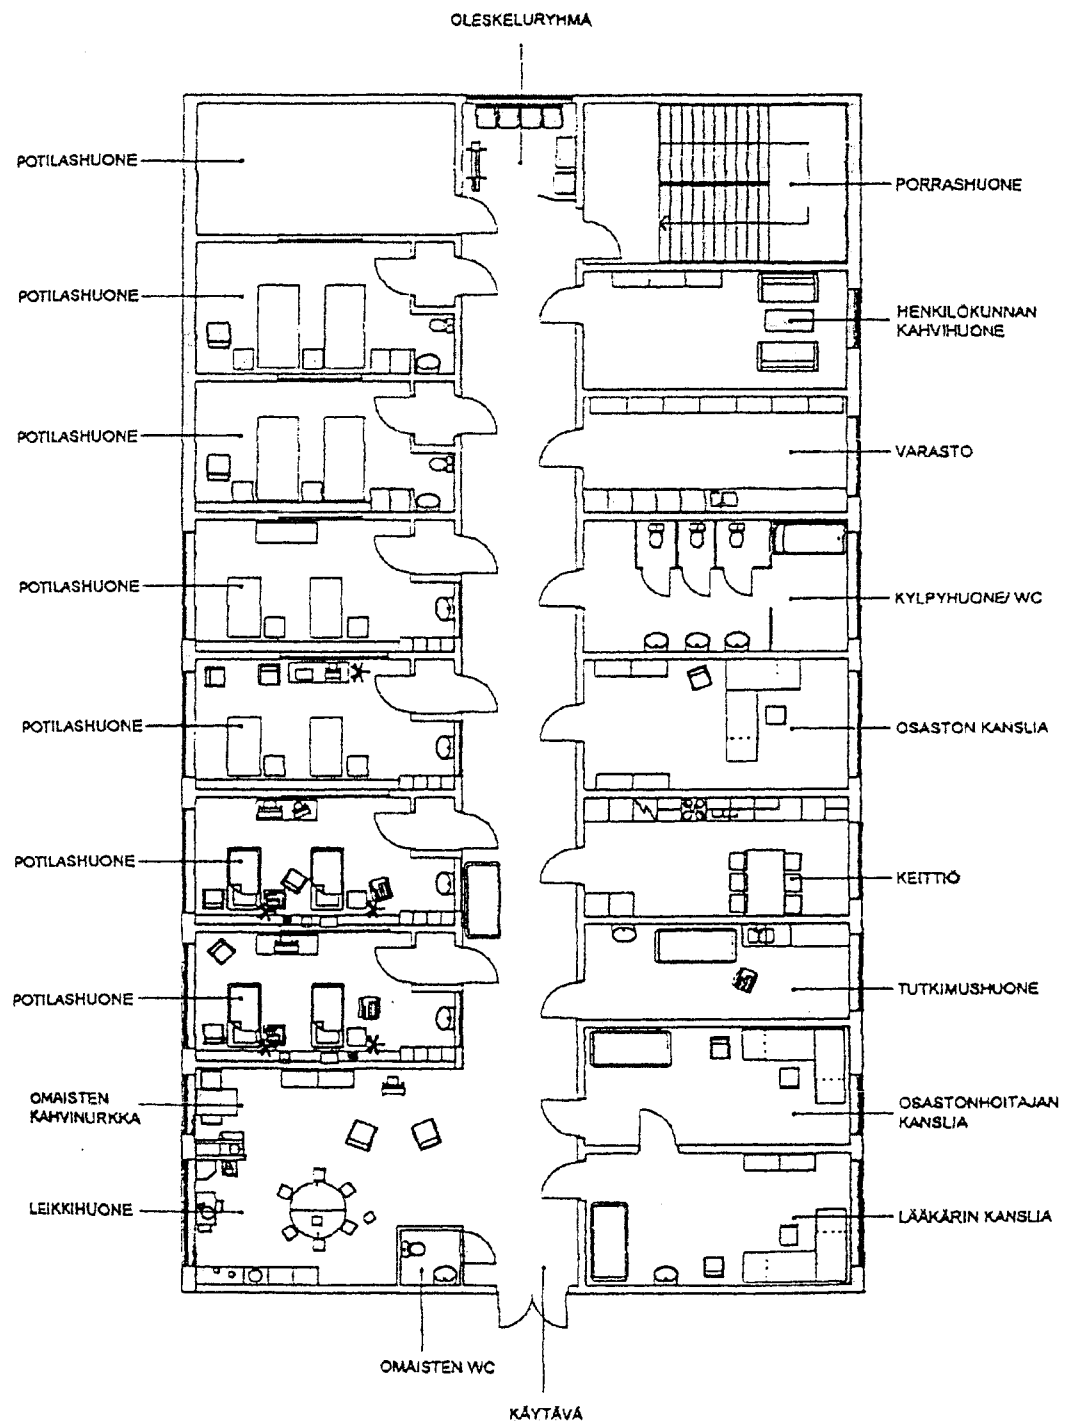 OLESKELURYHMÄ
POTILASHUONE
PORRASHUONE
POTILASHUONE
HENKILÖKUNNAN
KAHVIHUONE
POTILASHUONE
VARASTO
POTILASHUONE
KYLPYHUONE/ WC
POTILASHUONE
OSASTON KANSLIA
POTILASHUONE
KEITTIÖ
POTILASHUONE
TUTKIMUSHUONE
OMAISTEN
KAHVINURKKA
OSASTONHOITAJAN
KANSLIA
LEIKKIHUONE
LÄÄKÄRIN KANSLIA
OMAISTEN WC
KÄYTÄVÄ